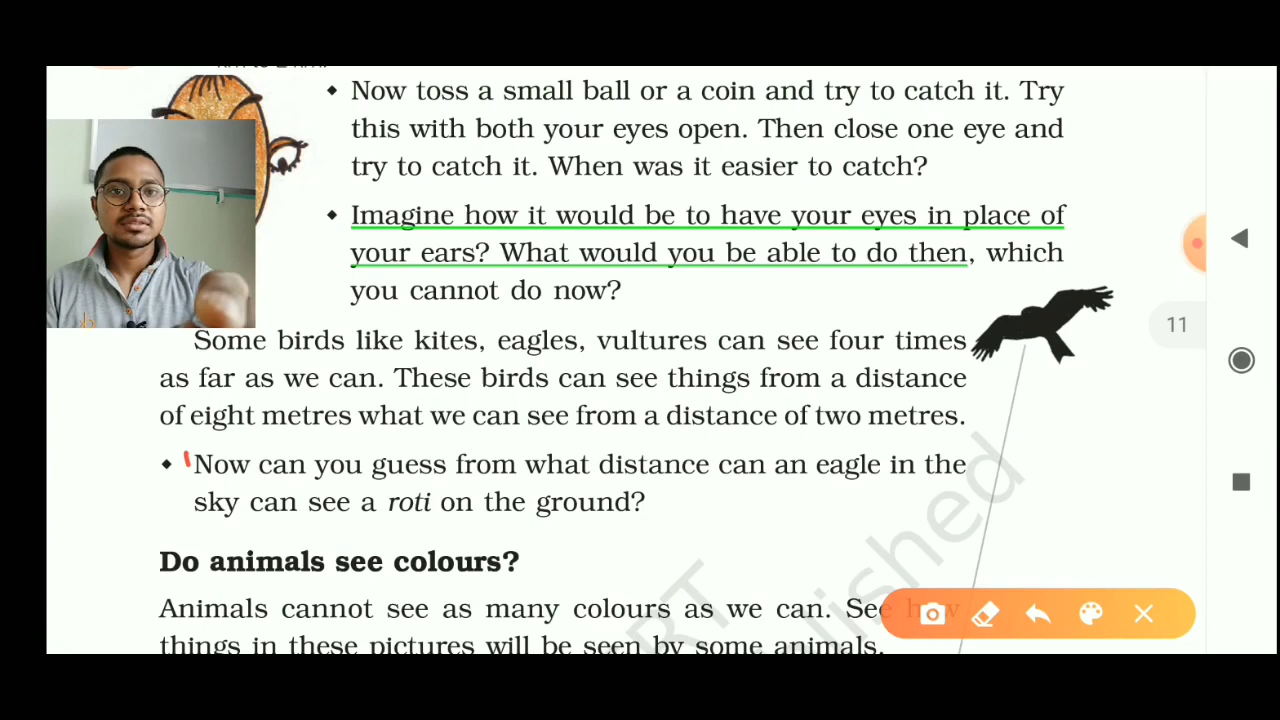 Now toss a small ball or a coin and try to catch it. Try
this with both your eyes open. Then close one eye and
try to catch it. When was it easier to catch?
Imagine how it would be to have your eyes in place of
your ears? What would you be able to do then, which
you cannot do now?
11
Some birds like kites, eagles, vultures can see four times
as far as we can. These birds can see things from a distance
of eight metres what we can see from a distance of two metres.
Now can you guess from what distance can an eagle in the
sky can see a roti on the ground?
Do animals see colours?
Animals cannot see as many colours as we can. See how
things in these pictures will be seen by some animals.